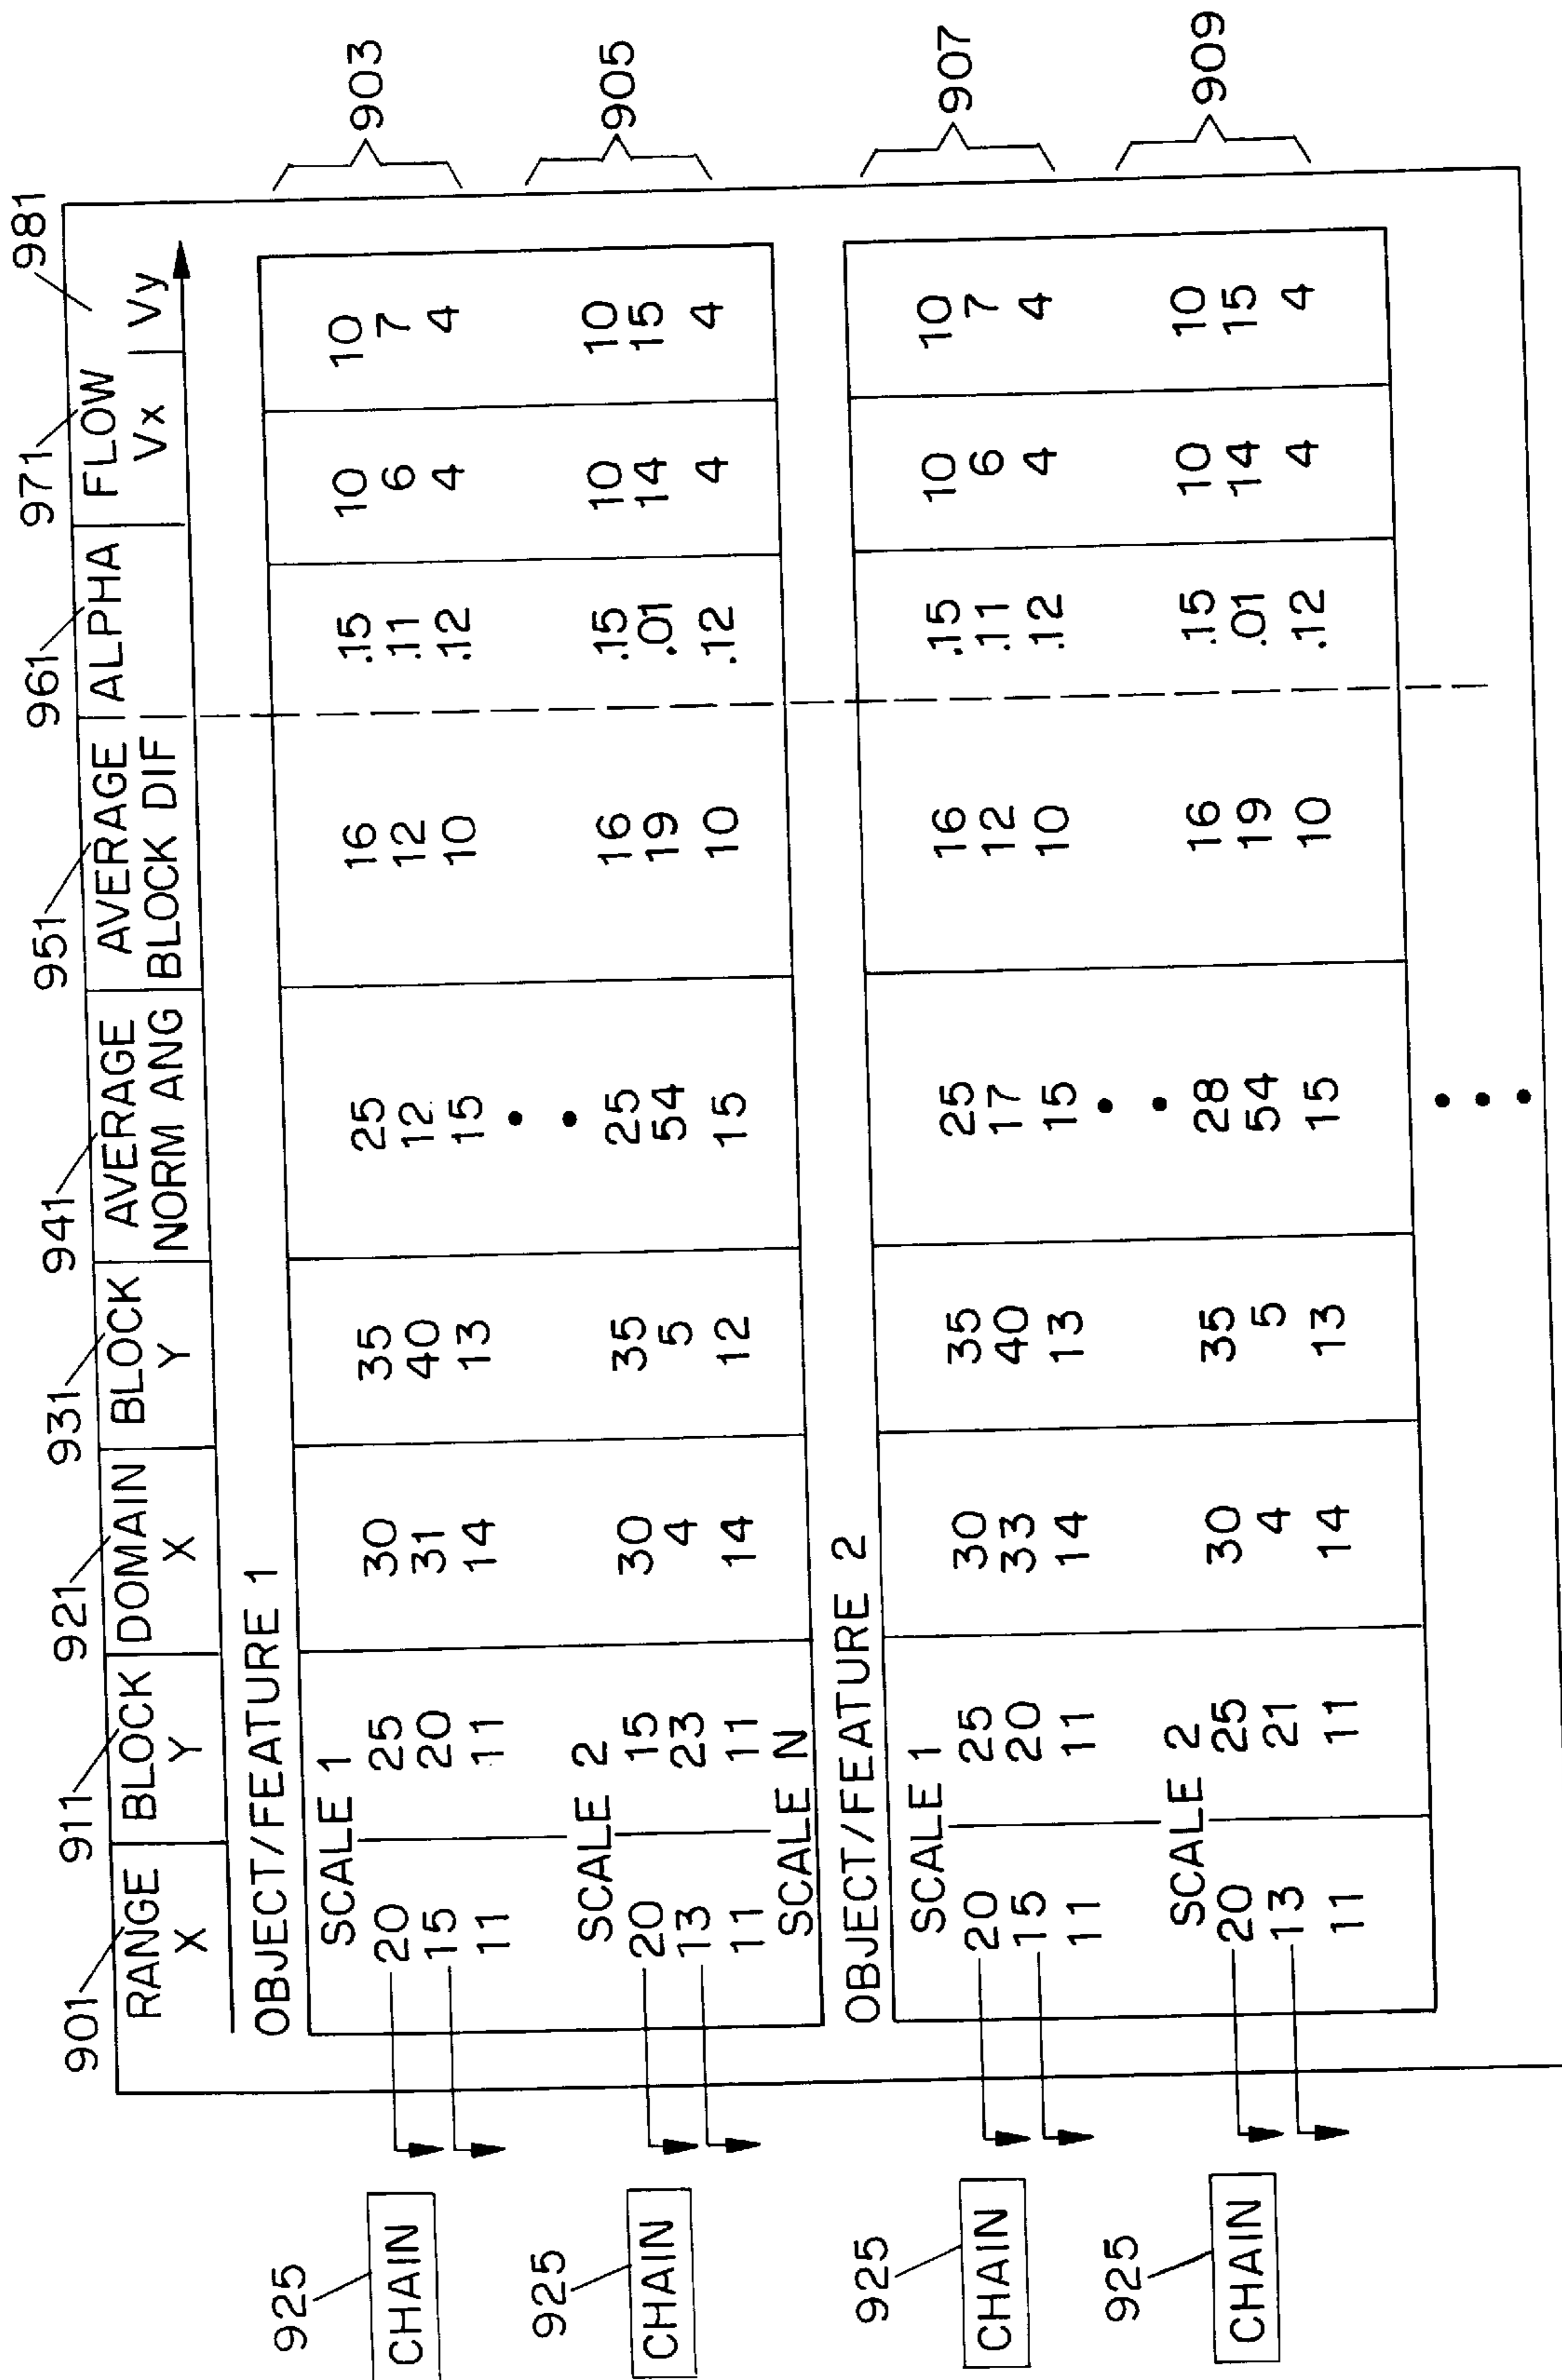 901 911 921 931 941 951 961 971 981
RANGE BLOCK DOMAIN BLOCK AVERAGE AVERAGE ALPHA FLOW
X Y X Y NORM ANG BLOCK DIF Vx Vy
OBJECT/FEATURE 1
SCALE 1
925 CHAIN
20 25 30 35 25 16 .15 10 10
15 20 31 40 12 12 .11 6 7
11 11 14 13 15 10 .12 4 4
903
SCALE 2
925 CHAIN
20 15 30 35 25 16 .15 10 10
13 23 4 5 54 19 .01 14 15
11 11 14 12 15 10 .12 4 4
905
SCALE N
OBJECT/FEATURE 2
SCALE 1
925 CHAIN
20 25 30 35 25 16 .15 10 10
15 20 33 40 17 12 .11 6 7
11 11 14 13 15 10 .12 4 4
907
SCALE 2
925 CHAIN
20 25 30 35 28 16 .15 10 10
13 21 4 5 54 19 .01 14 15
11 11 14 13 15 10 .12 4 4
909